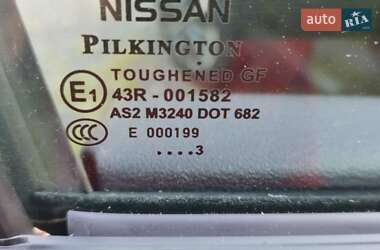 NISSAN
auto RIA
PILKINGTON
TOUGHENED GF
E1 43R - 001582
AS2 M3240 DOT 682
CCC E 000199
....3